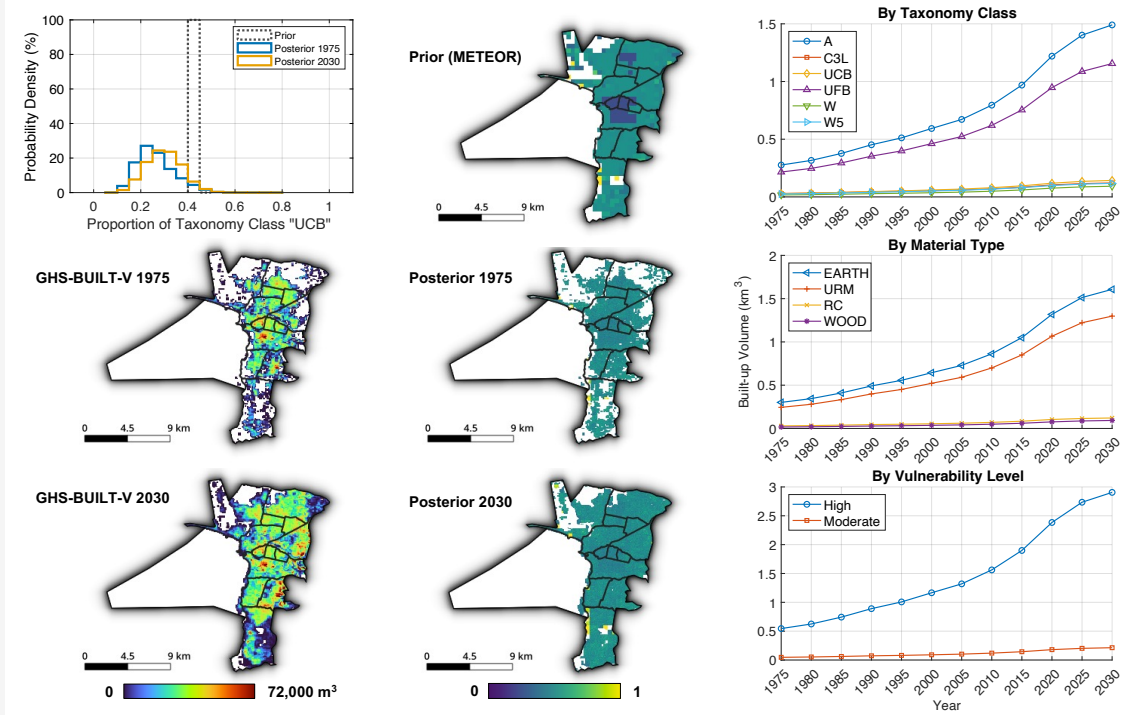 100
80
60
40
20
0
0
0.2
0.4
0.6
0.8
1
Probability Density (%)
Proportion of Taxonomy Class "UCB"
Prior
Posterior 1975
Posterior 2030
Prior (METEOR)
0 4.5 9 km
GHS-BUILT-V 1975
0 4.5 9 km
Posterior 1975
0 4.5 9 km
GHS-BUILT-V 2030
0 4.5 9 km
0 72,000 m³
Posterior 2030
0 4.5 9 km
0 1
By Taxonomy Class
1.5
1
0.5
0
A
C3L
UCB
UFB
W
W5
1975 1980 1985 1990 1995 2000 2005 2010 2015 2020 2025 2030
By Material Type
2
1.5
1
0.5
0
Built-up Volume (km³)
EARTH
URM
RC
WOOD
1975 1980 1985 1990 1995 2000 2005 2010 2015 2020 2025 2030
By Vulnerability Level
3
2.5
2
1.5
1
0.5
0
High
Moderate
1975 1980 1985 1990 1995 2000 2005 2010 2015 2020 2025 2030
Year